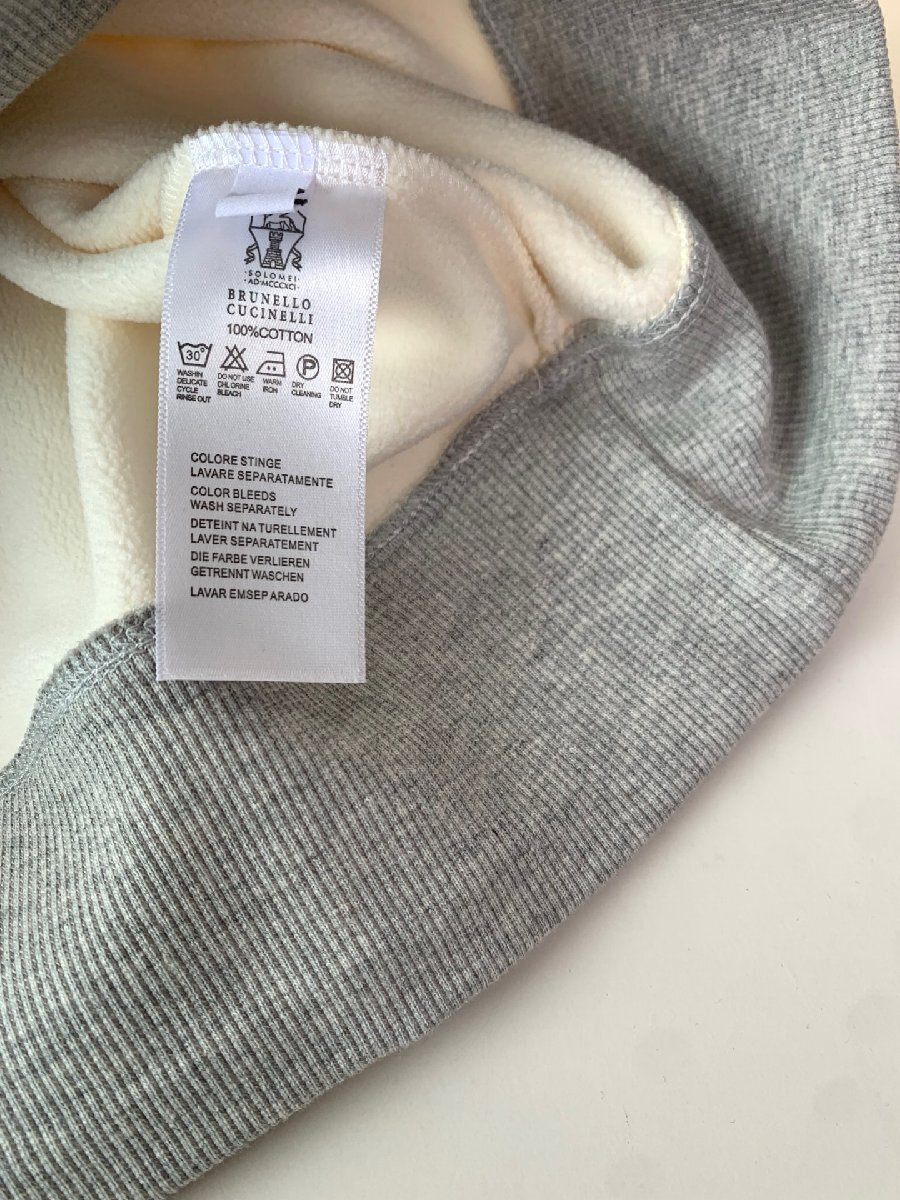 ·SOLOMEI·
·AD·MCCCXCI·
BRUNELLO
CUCINELLI
100%COTTON
30°
P
WASHIN
DELICATE
CYCLE
RINSE OUT
DO NOT USE
CHLORINE
BLEACH
WARM
IRON
DRY
CLEANING
DO NOT
TUMBLE
DRY
COLORE STINGE
LAVARE SEPARATAMENTE
COLOR BLEEDS
WASH SEPARATELY
DETEINT NA TURELLEMENT
LAVER SEPARATEMENT
DIE FARBE VERLIEREN
GETRENNT WASCHEN
LAVAR EMSEP ARADO